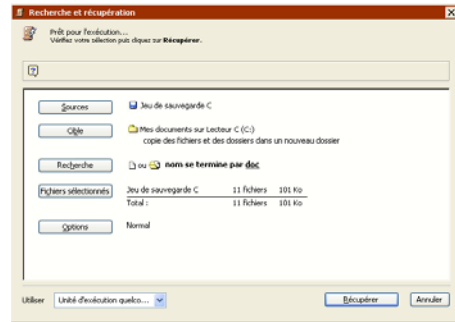 Recherche et récupération
Prêt pour l'exécution...
Vérifiez votre sélection puis cliquez sur Récupérer.
Sources
Jeu de sauvegarde C
Cible
Mes documents sur Lecteur C (C:)
copie des fichiers et des dossiers dans un nouveau dossier
Recherche
ou nom se termine par doc
Fichiers sélectionnés
Jeu de sauvegarde C 11 fichiers 101 Ko
Total : 11 fichiers 101 Ko
Options
Normal
Utiliser Unité d'exécution quelco... Récupérer Annuler